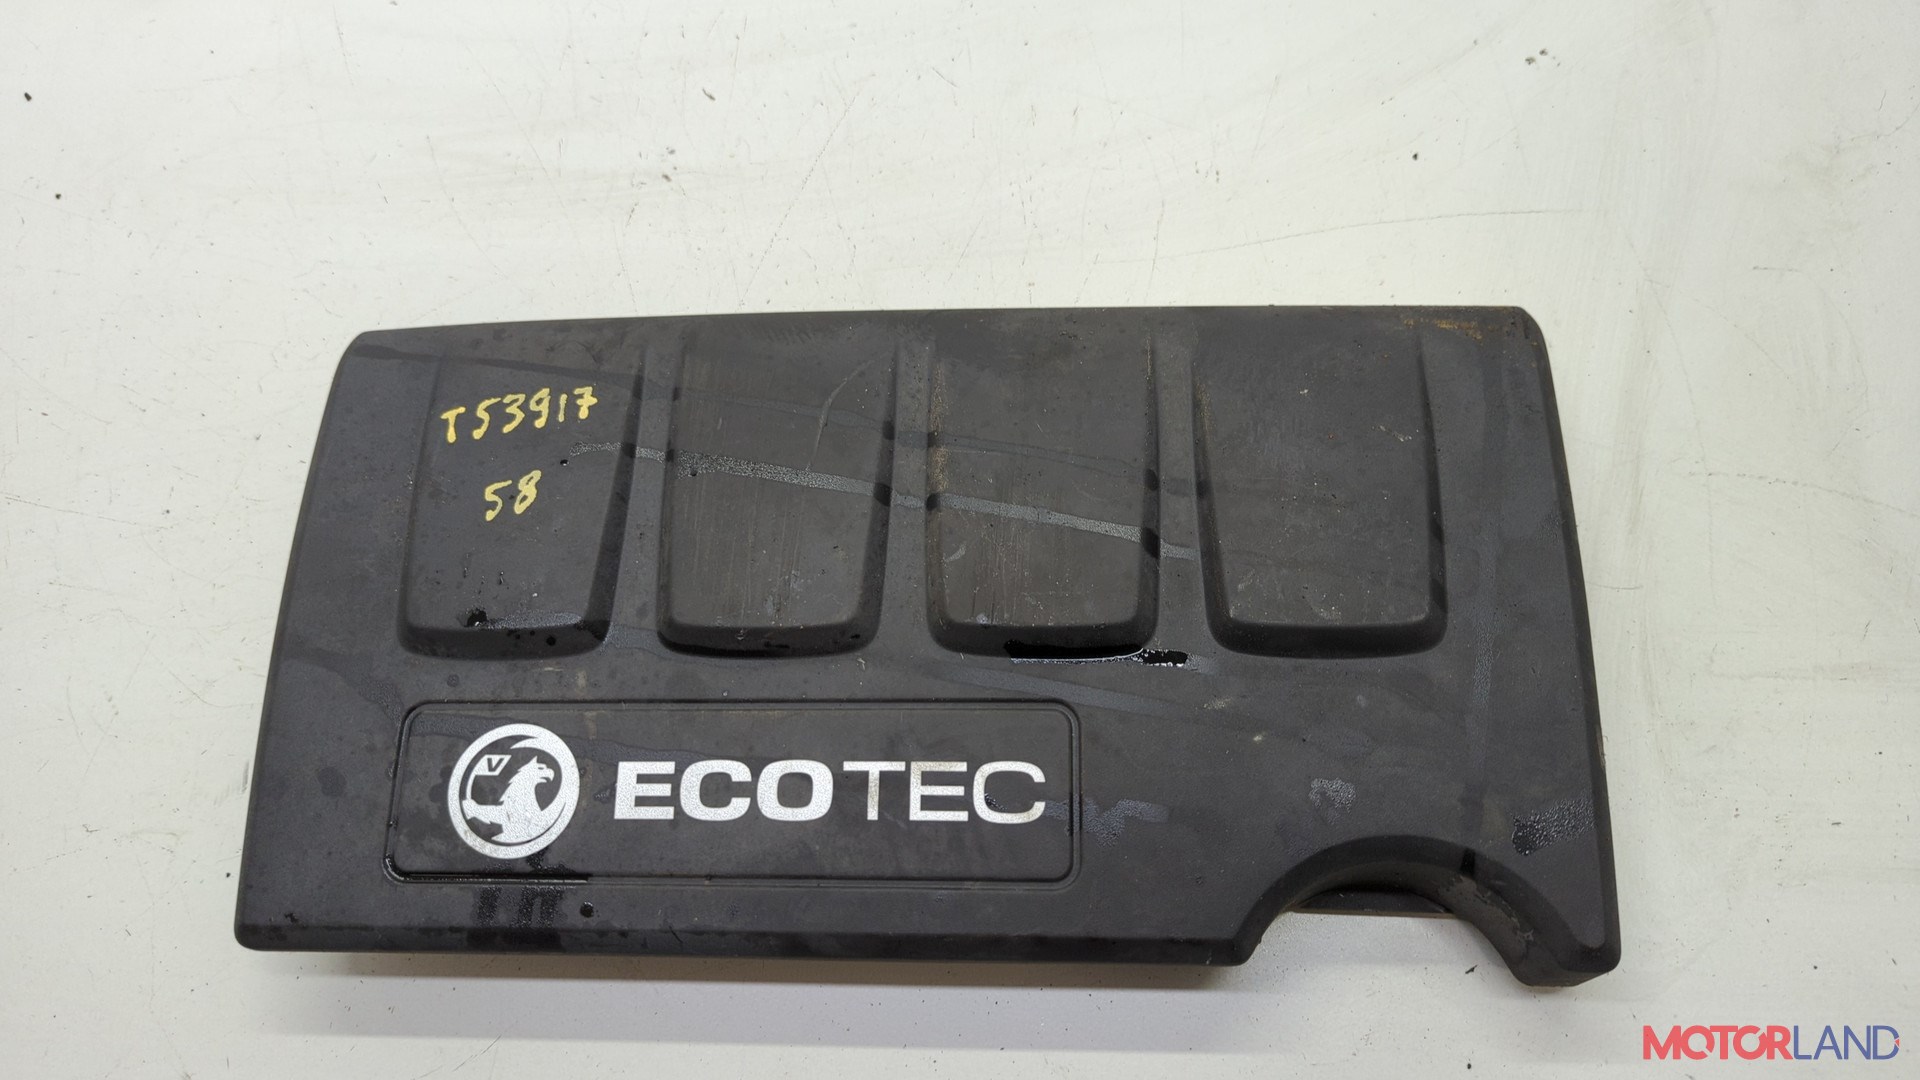 T53917
58
V
ECOTEC
MOTORLAND